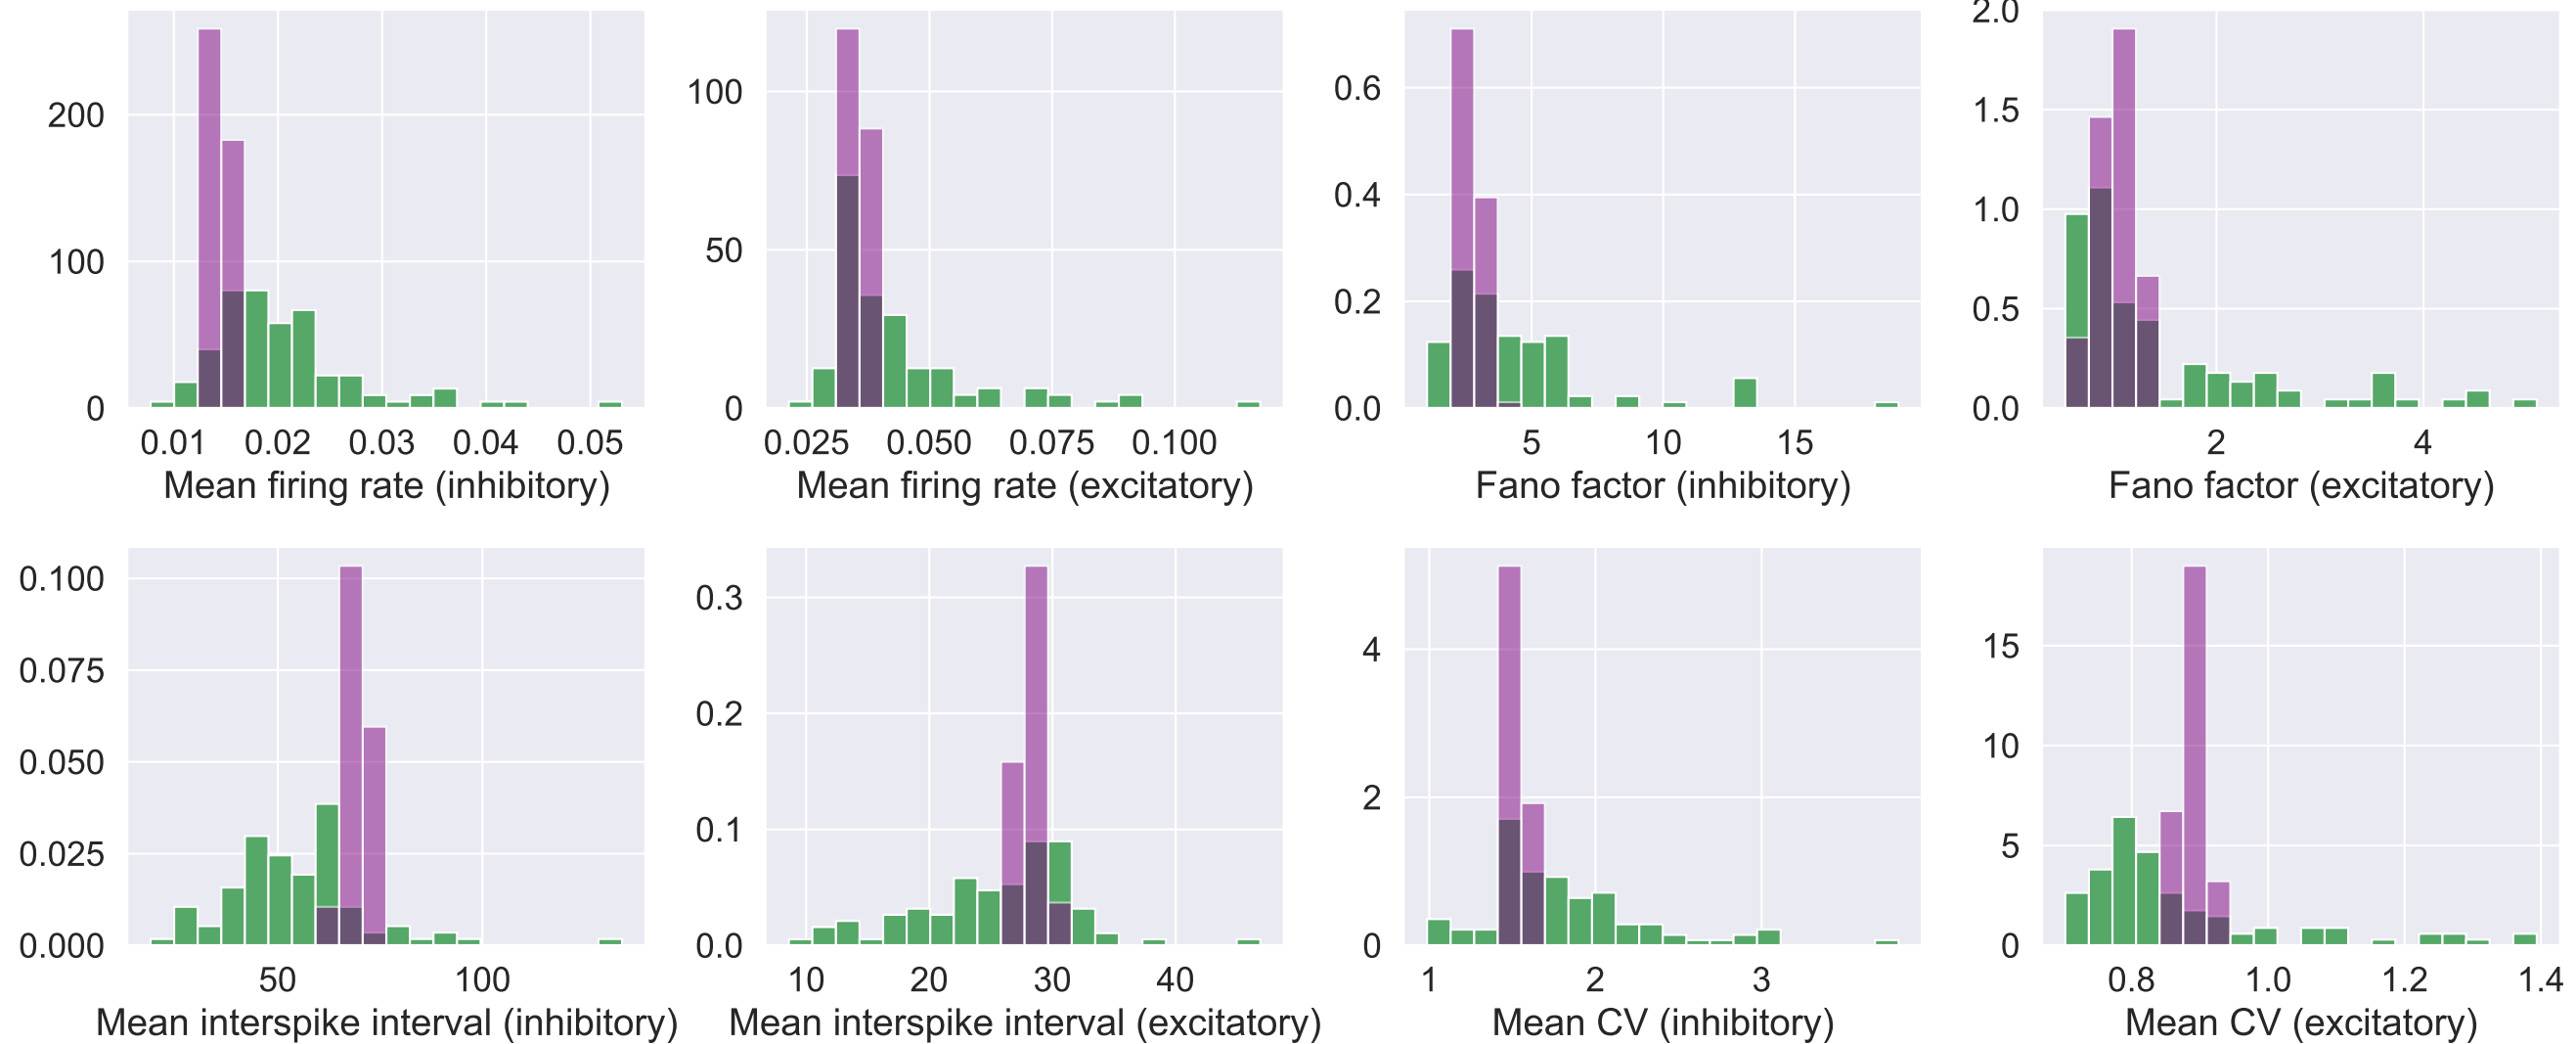 200
100
0
0.01 0.02 0.03 0.04 0.05
Mean firing rate (inhibitory)
100
50
0
0.025 0.050 0.075 0.100
Mean firing rate (excitatory)
0.6
0.4
0.2
0.0
5 10 15
Fano factor (inhibitory)
2.0
1.5
1.0
0.5
0.0
2 4
Fano factor (excitatory)
0.100
0.075
0.050
0.025
0.000
50 100
Mean interspike interval (inhibitory)
0.3
0.2
0.1
0.0
10 20 30 40
Mean interspike interval (excitatory)
4
2
0
1 2 3
Mean CV (inhibitory)
15
10
5
0
0.8 1.0 1.2 1.4
Mean CV (excitatory)